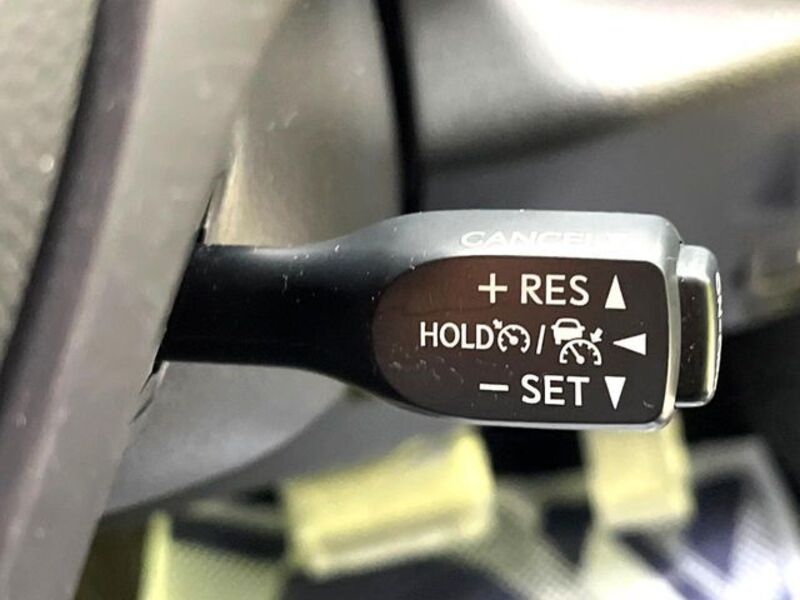 CANCEL
+ RES ▲
HOLD / ◀
− SET ▼